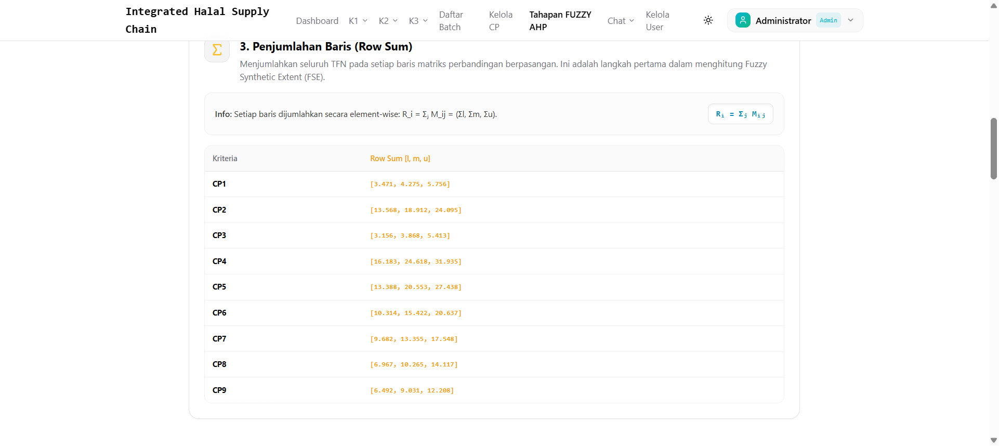 Integrated Halal Supply
Chain
Dashboard
K1
K2
K3
Daftar
Batch
Kelola
CP
Tahapan FUZZY
AHP
Chat
Kelola
User
Administrator
Admin
Σ
3. Penjumlahan Baris (Row Sum)
Menjumlahkan seluruh TFN pada setiap baris matriks perbandingan berpasangan. Ini adalah langkah pertama dalam menghitung Fuzzy
Synthetic Extent (FSE).
Info: Setiap baris dijumlahkan secara element-wise: R_i = Σⱼ M_ij = (Σl, Σm, Σu).
Rᵢ = Σⱼ Mᵢⱼ
Kriteria Row Sum [l, m, u]
CP1 [3.471, 4.275, 5.756]
CP2 [13.568, 18.912, 24.095]
CP3 [3.156, 3.868, 5.413]
CP4 [16.183, 24.618, 31.935]
CP5 [13.388, 20.553, 27.438]
CP6 [10.314, 15.422, 20.637]
CP7 [9.682, 13.355, 17.548]
CP8 [6.967, 10.265, 14.117]
CP9 [6.492, 9.031, 12.208]